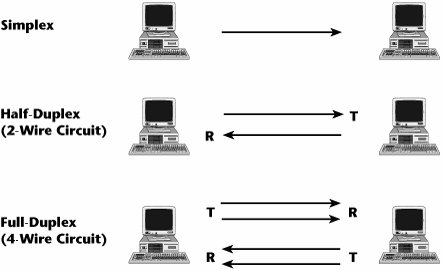 Simplex
Half-Duplex
(2-Wire Circuit)
T
R
Full-Duplex
(4-Wire Circuit)
T
R
R
T